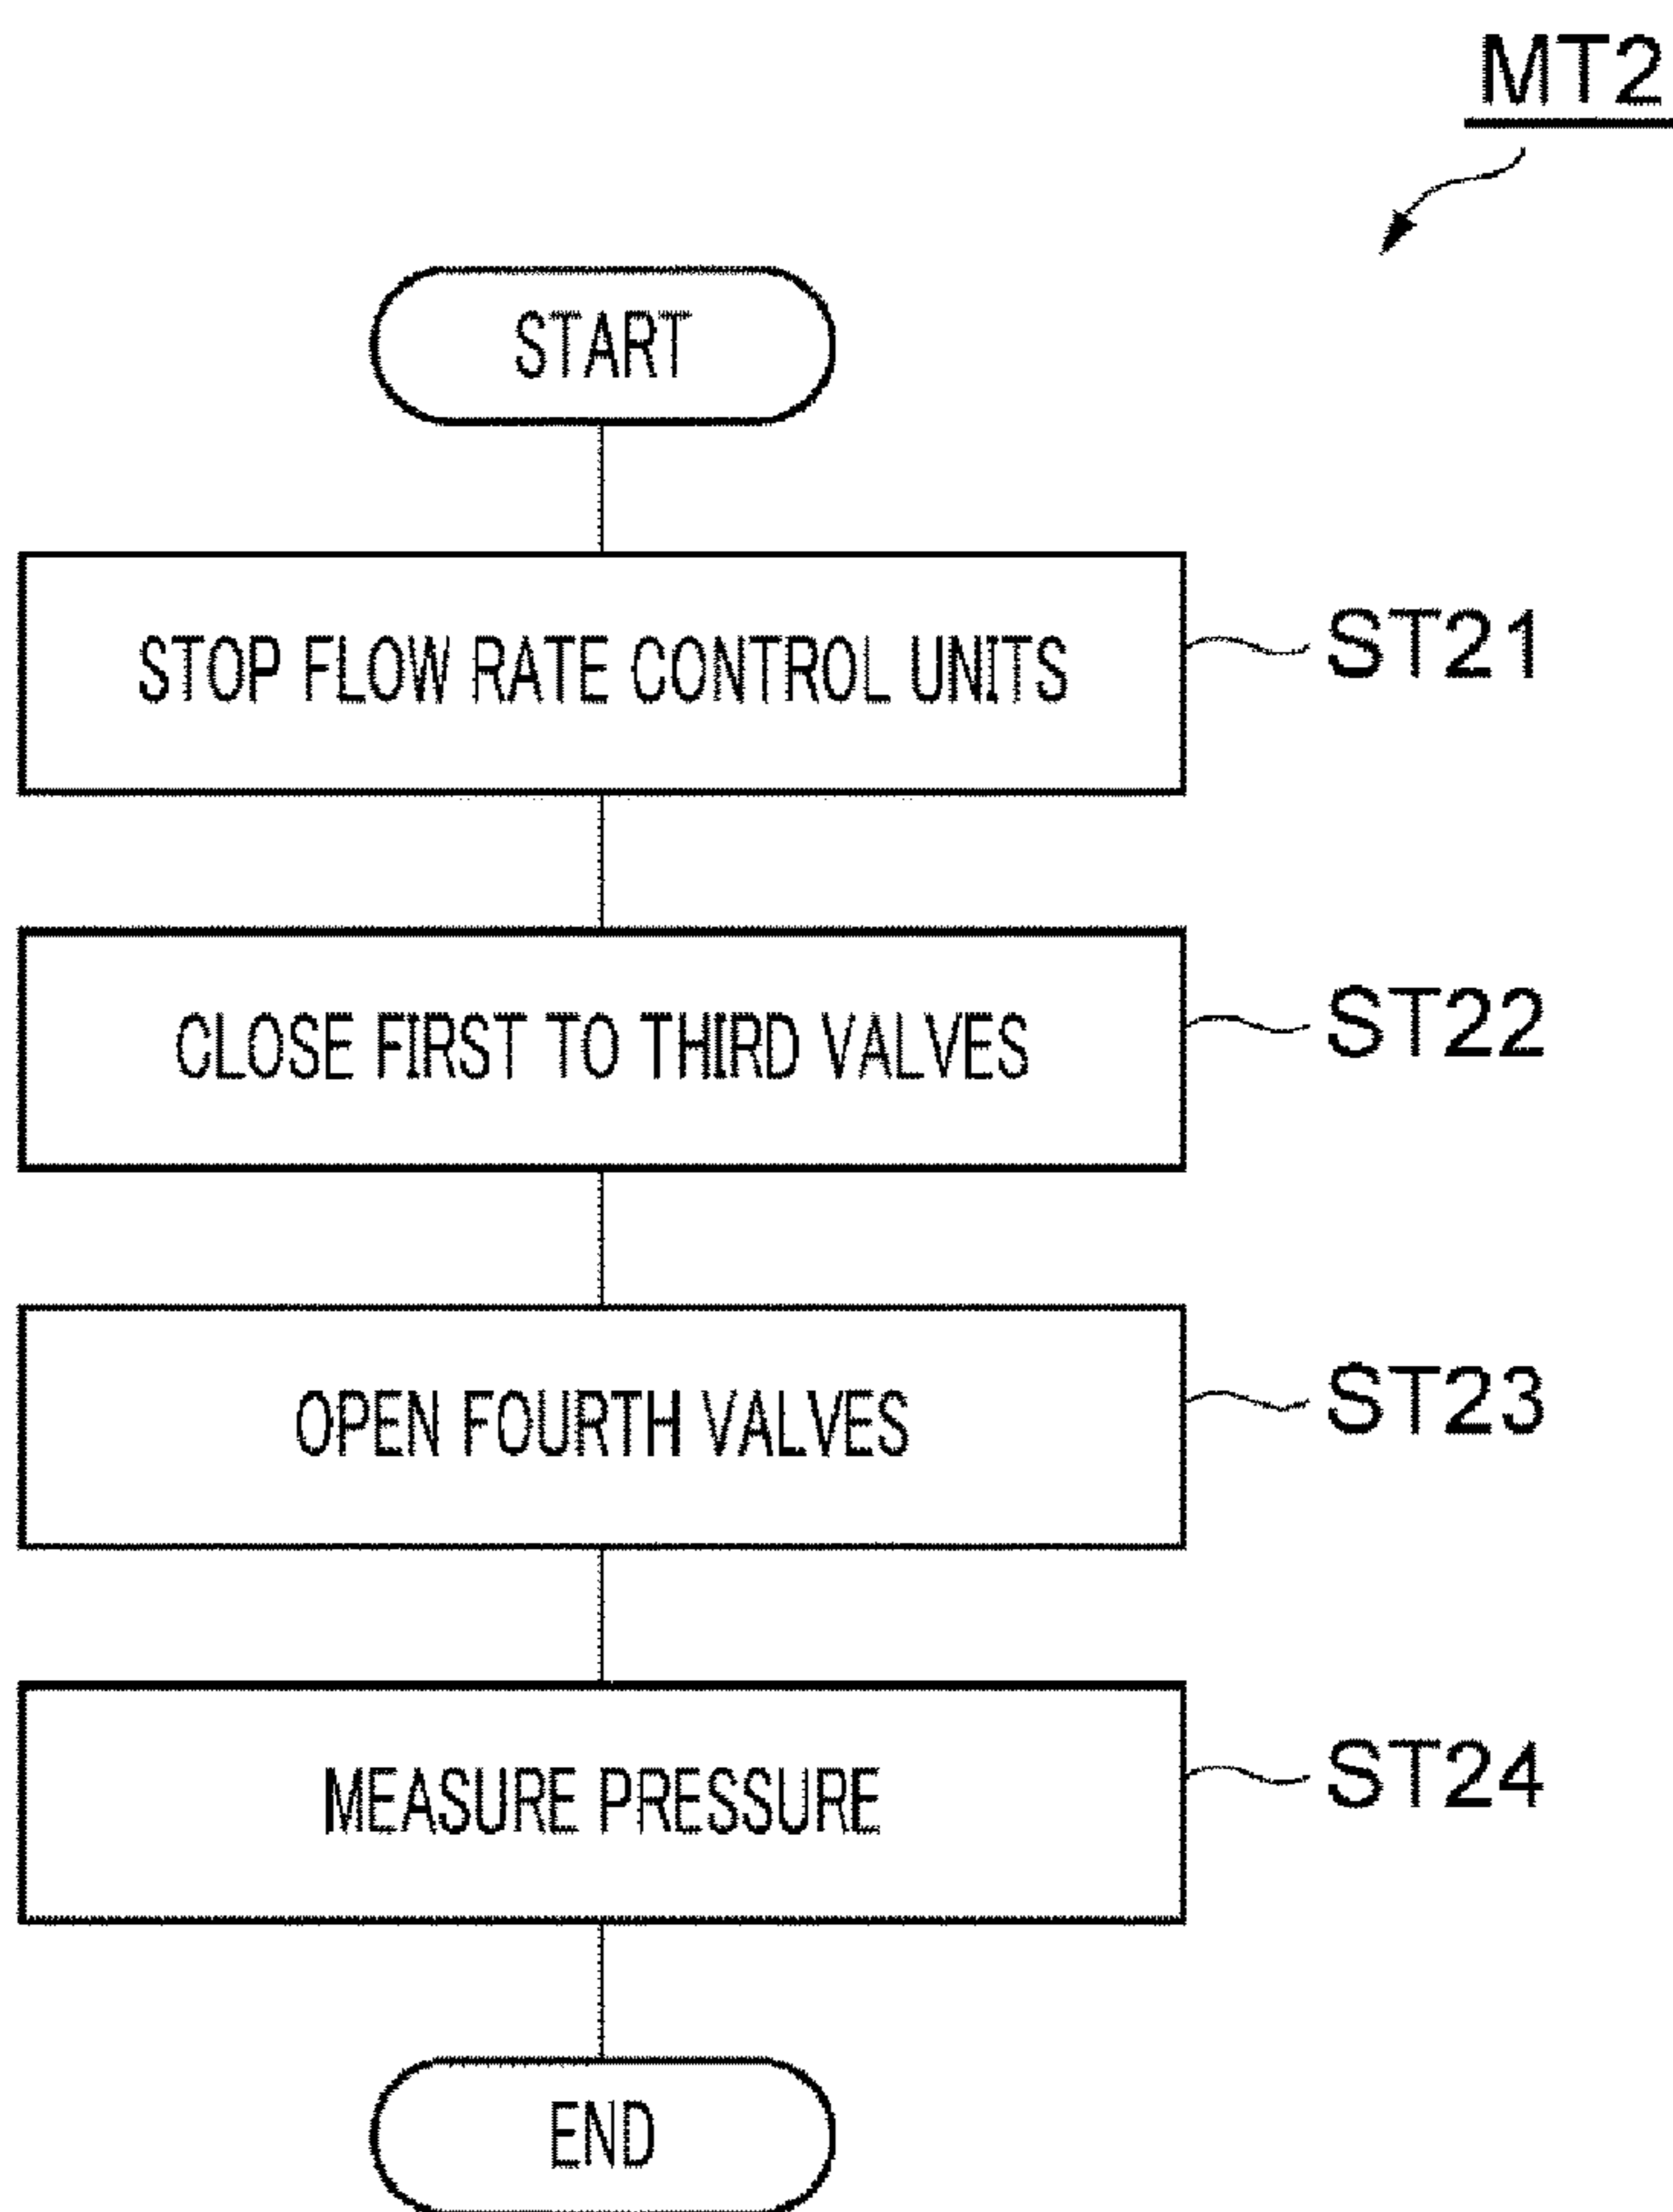 MT2
START
STOP FLOW RATE CONTROL UNITS
ST21
CLOSE FIRST TO THIRD VALVES
ST22
OPEN FOURTH VALVES
ST23
MEASURE PRESSURE
ST24
END